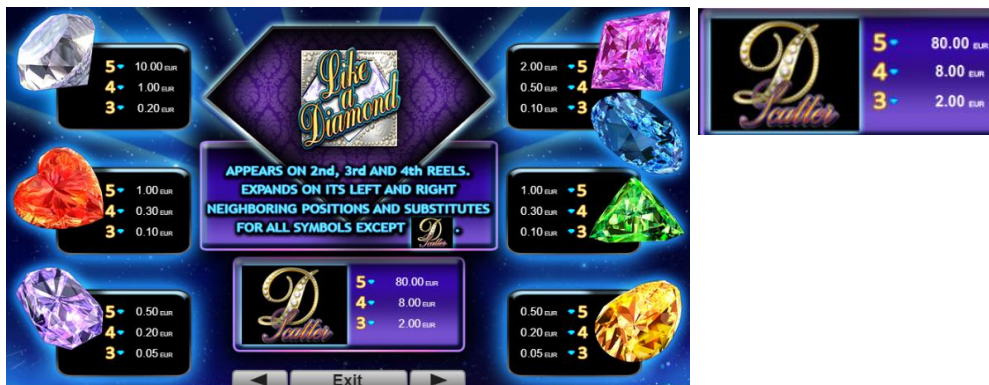 5 10.00 EUR
4 1.00 EUR
3 0.20 EUR
Like
a
Diamond
2.00 EUR 5
0.50 EUR 4
0.10 EUR 3
APPEARS ON 2nd, 3rd AND 4th REELS.
EXPANDS ON ITS LEFT AND RIGHT
NEIGHBORING POSITIONS AND SUBSTITUTES
FOR ALL SYMBOLS EXCEPT D Scatter .
5 1.00 EUR
4 0.30 EUR
3 0.10 EUR
1.00 EUR 5
0.30 EUR 4
0.10 EUR 3
5 0.50 EUR
4 0.20 EUR
3 0.05 EUR
D
Scatter
5 80.00 EUR
4 8.00 EUR
3 2.00 EUR
0.50 EUR 5
0.20 EUR 4
0.05 EUR 3
Exit
D
Scatter
5 80.00 EUR
4 8.00 EUR
3 2.00 EUR